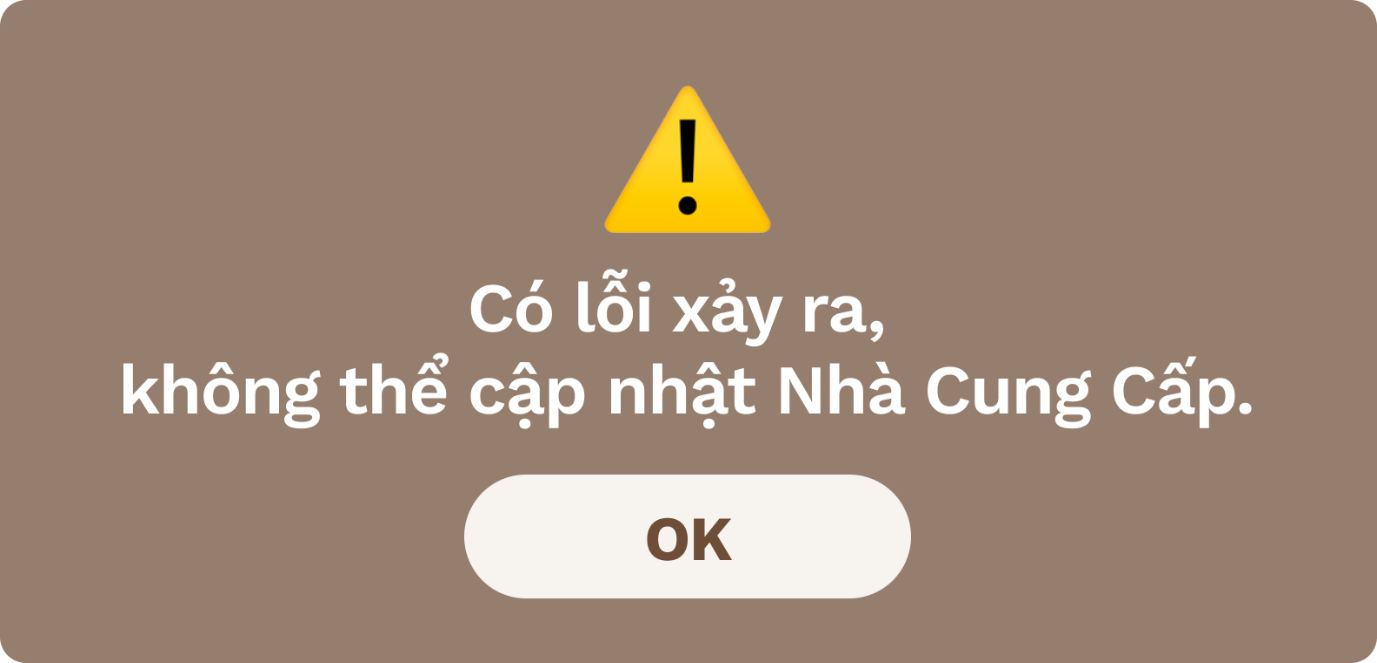 Có lỗi xảy ra,
không thể cập nhật Nhà Cung Cấp.
OK